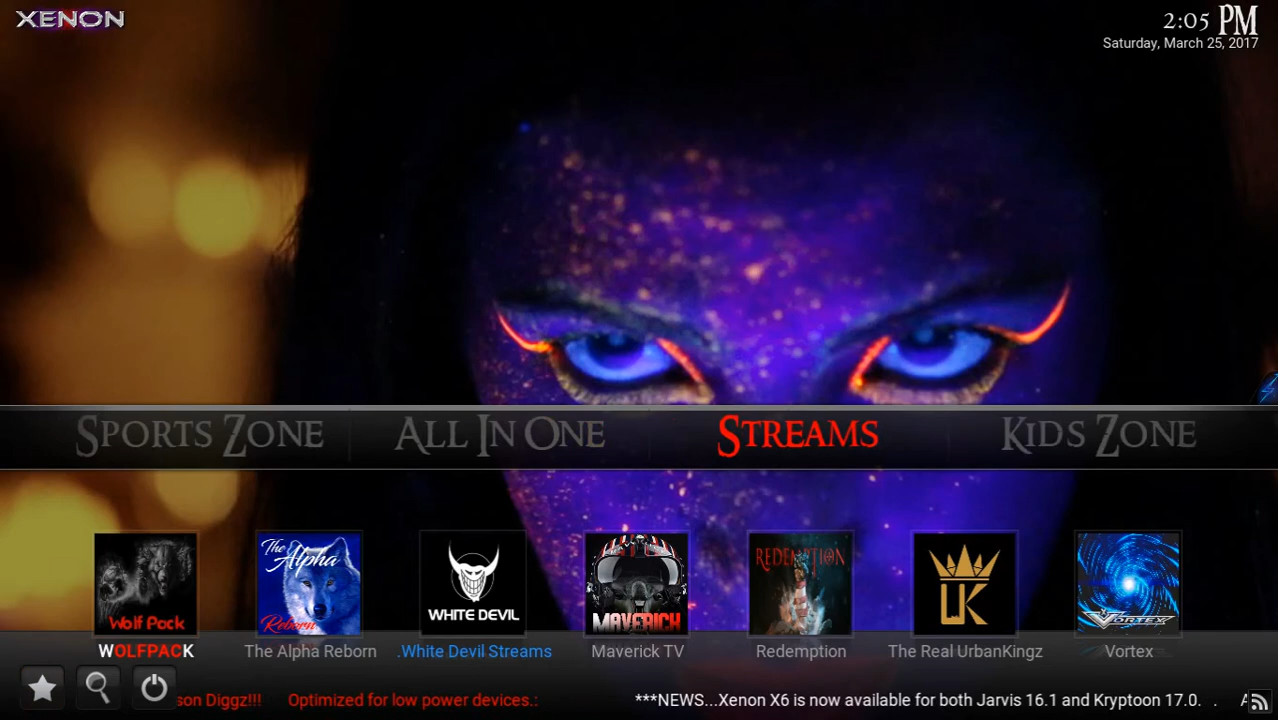 XENON
2:05 PM
Saturday, March 25, 2017
SPORTS ZONE
ALL IN ONE
STREAMS
KIDS ZONE
Wolf Pack
The Alpha
Reborn
WHITE DEVIL
MAVERICK
REDEMPTION
UK
VORTEX
WOLFPACK
The Alpha Reborn
.White Devil Streams
Maverick TV
Redemption
The Real UrbanKingz
Vortex
son Diggz!!! Optimized for low power devices.: ***NEWS...Xenon X6 is now available for both Jarvis 16.1 and Kryptoon 17.0. . A